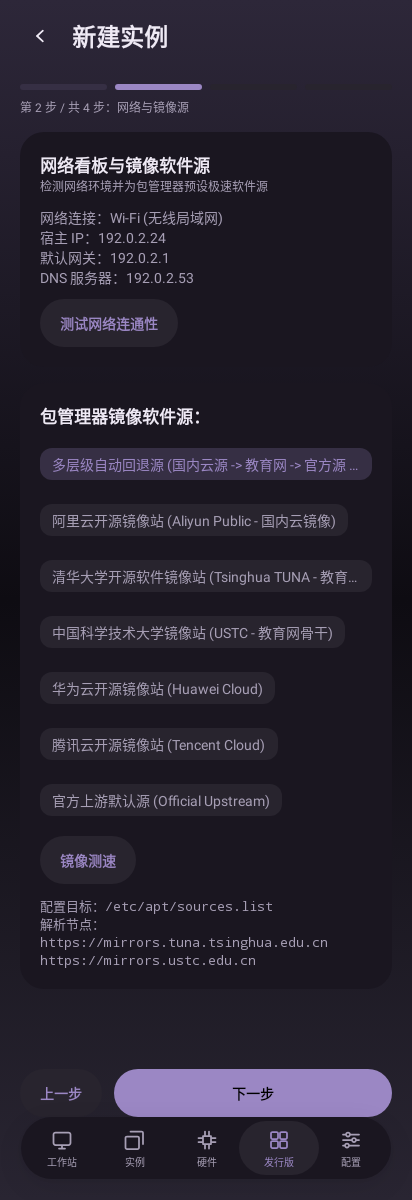 新建实例
第 2 步 / 共 4 步：网络与镜像源
网络看板与镜像软件源
检测网络环境并为包管理器预设极速软件源
网络连接：Wi-Fi (无线局域网)
宿主 IP：192.0.2.24
默认网关：192.0.2.1
DNS 服务器：192.0.2.53
测试网络连通性
包管理器镜像软件源：
多层级自动回退源 (国内云源 -> 教育网 -> 官方源 ...
阿里云开源镜像站 (Aliyun Public - 国内云镜像)
清华大学开源软件镜像站 (Tsinghua TUNA - 教育...
中国科学技术大学镜像站 (USTC - 教育网骨干)
华为云开源镜像站 (Huawei Cloud)
腾讯云开源镜像站 (Tencent Cloud)
官方上游默认源 (Official Upstream)
镜像测速
配置目标：/etc/apt/sources.list
解析节点：
https://mirrors.tuna.tsinghua.edu.cn
https://mirrors.ustc.edu.cn
上一步
下一步
工作站
实例
硬件
发行版
配置